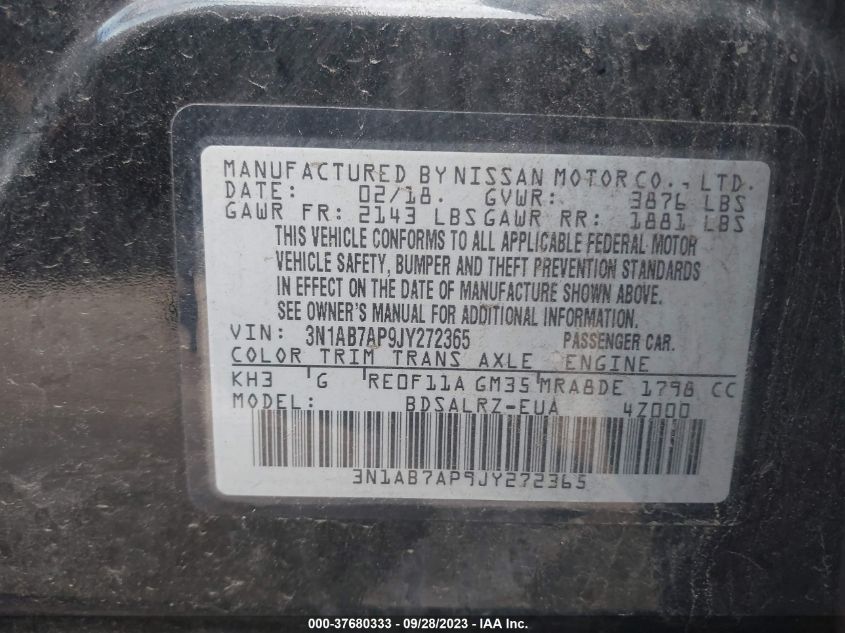 MANUFACTURED BY NISSAN MOTOR CO., LTD.
DATE: 02/18. GVWR: 3876 LBS
GAWR FR: 2143 LBS GAWR RR: 1881 LBS
THIS VEHICLE CONFORMS TO ALL APPLICABLE FEDERAL MOTOR
VEHICLE SAFETY, BUMPER AND THEFT PREVENTION STANDARDS
IN EFFECT ON THE DATE OF MANUFACTURE SHOWN ABOVE.
SEE OWNER'S MANUAL FOR ADDITIONAL INFORMATION.
VIN: 3N1AB7AP9JY272365 PASSENGER CAR.
COLOR TRIM TRANS AXLE ENGINE
KH3 G RE0F11A GM35 MRA8DE 1798 CC
MODEL: BDSALRZ-EUA 4Z000
3N1AB7AP9JY272365
000-37680333 - 09/28/2023 - © IAA Inc.